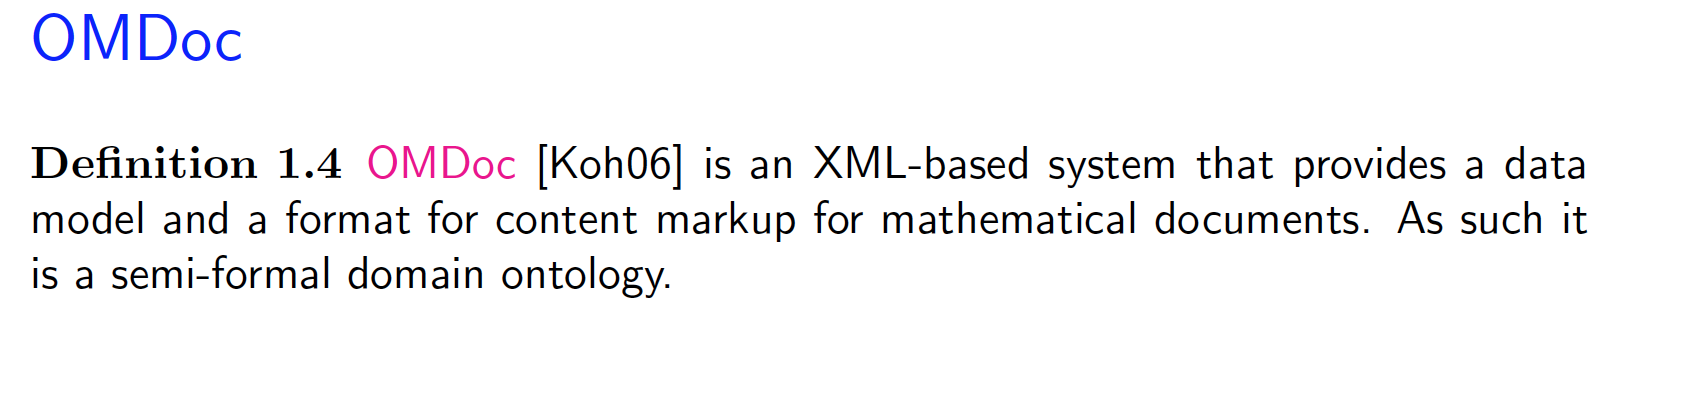 OMDoc
Definition 1.4 OMDoc [Koh06] is an XML-based system that provides a data
model and a format for content markup for mathematical documents. As such it
is a semi-formal domain ontology.